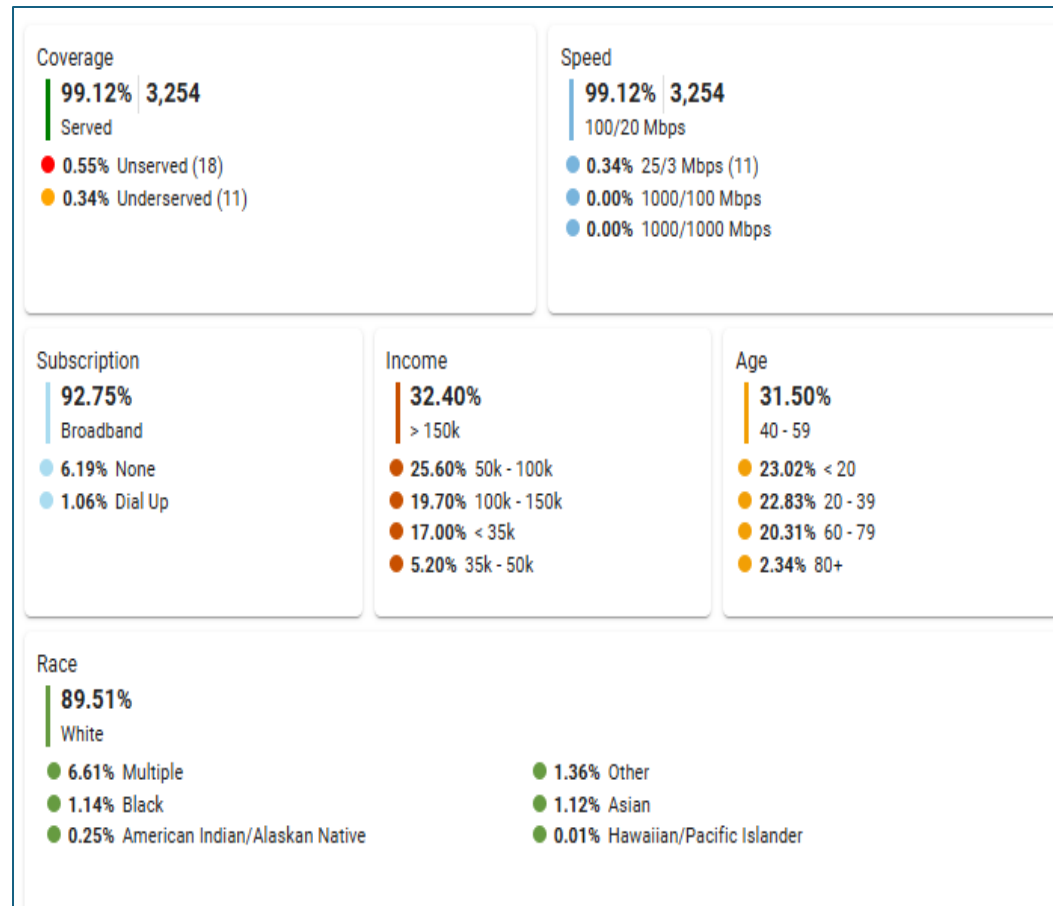 Coverage
99.12% 3,254
Served
0.55% Unserved (18)
0.34% Underserved (11)
Speed
99.12% 3,254
100/20 Mbps
0.34% 25/3 Mbps (11)
0.00% 1000/100 Mbps
0.00% 1000/1000 Mbps
Subscription
92.75%
Broadband
6.19% None
1.06% Dial Up
Income
32.40%
> 150k
25.60% 50k - 100k
19.70% 100k - 150k
17.00% < 35k
5.20% 35k - 50k
Age
31.50%
40 - 59
23.02% < 20
22.83% 20 - 39
20.31% 60 - 79
2.34% 80+
Race
89.51%
White
6.61% Multiple
1.14% Black
0.25% American Indian/Alaskan Native
1.36% Other
1.12% Asian
0.01% Hawaiian/Pacific Islander